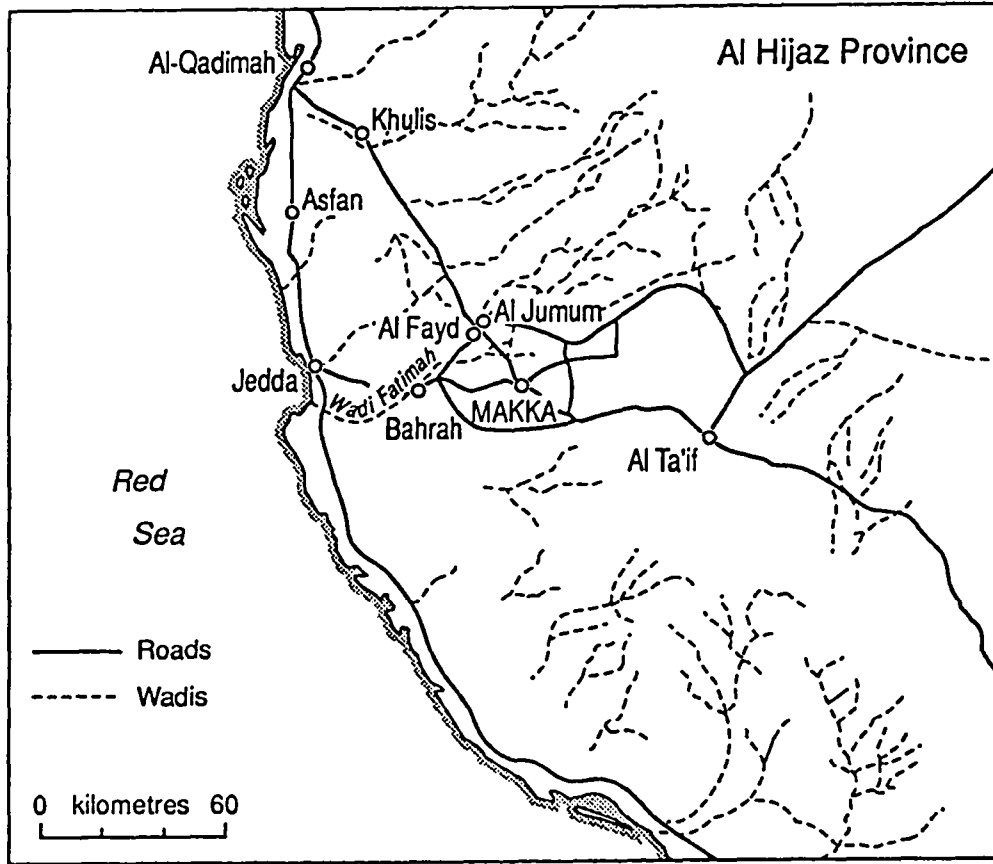 Al Hijaz Province
Al-Qadimah
Khulis
Asfan
Al Jumum
Al Fayd
Jedda
Wadi Fatimah
Bahrah
MAKKA
Al Ta'if
Red
Sea
Roads
Wadis
0 kilometres 60